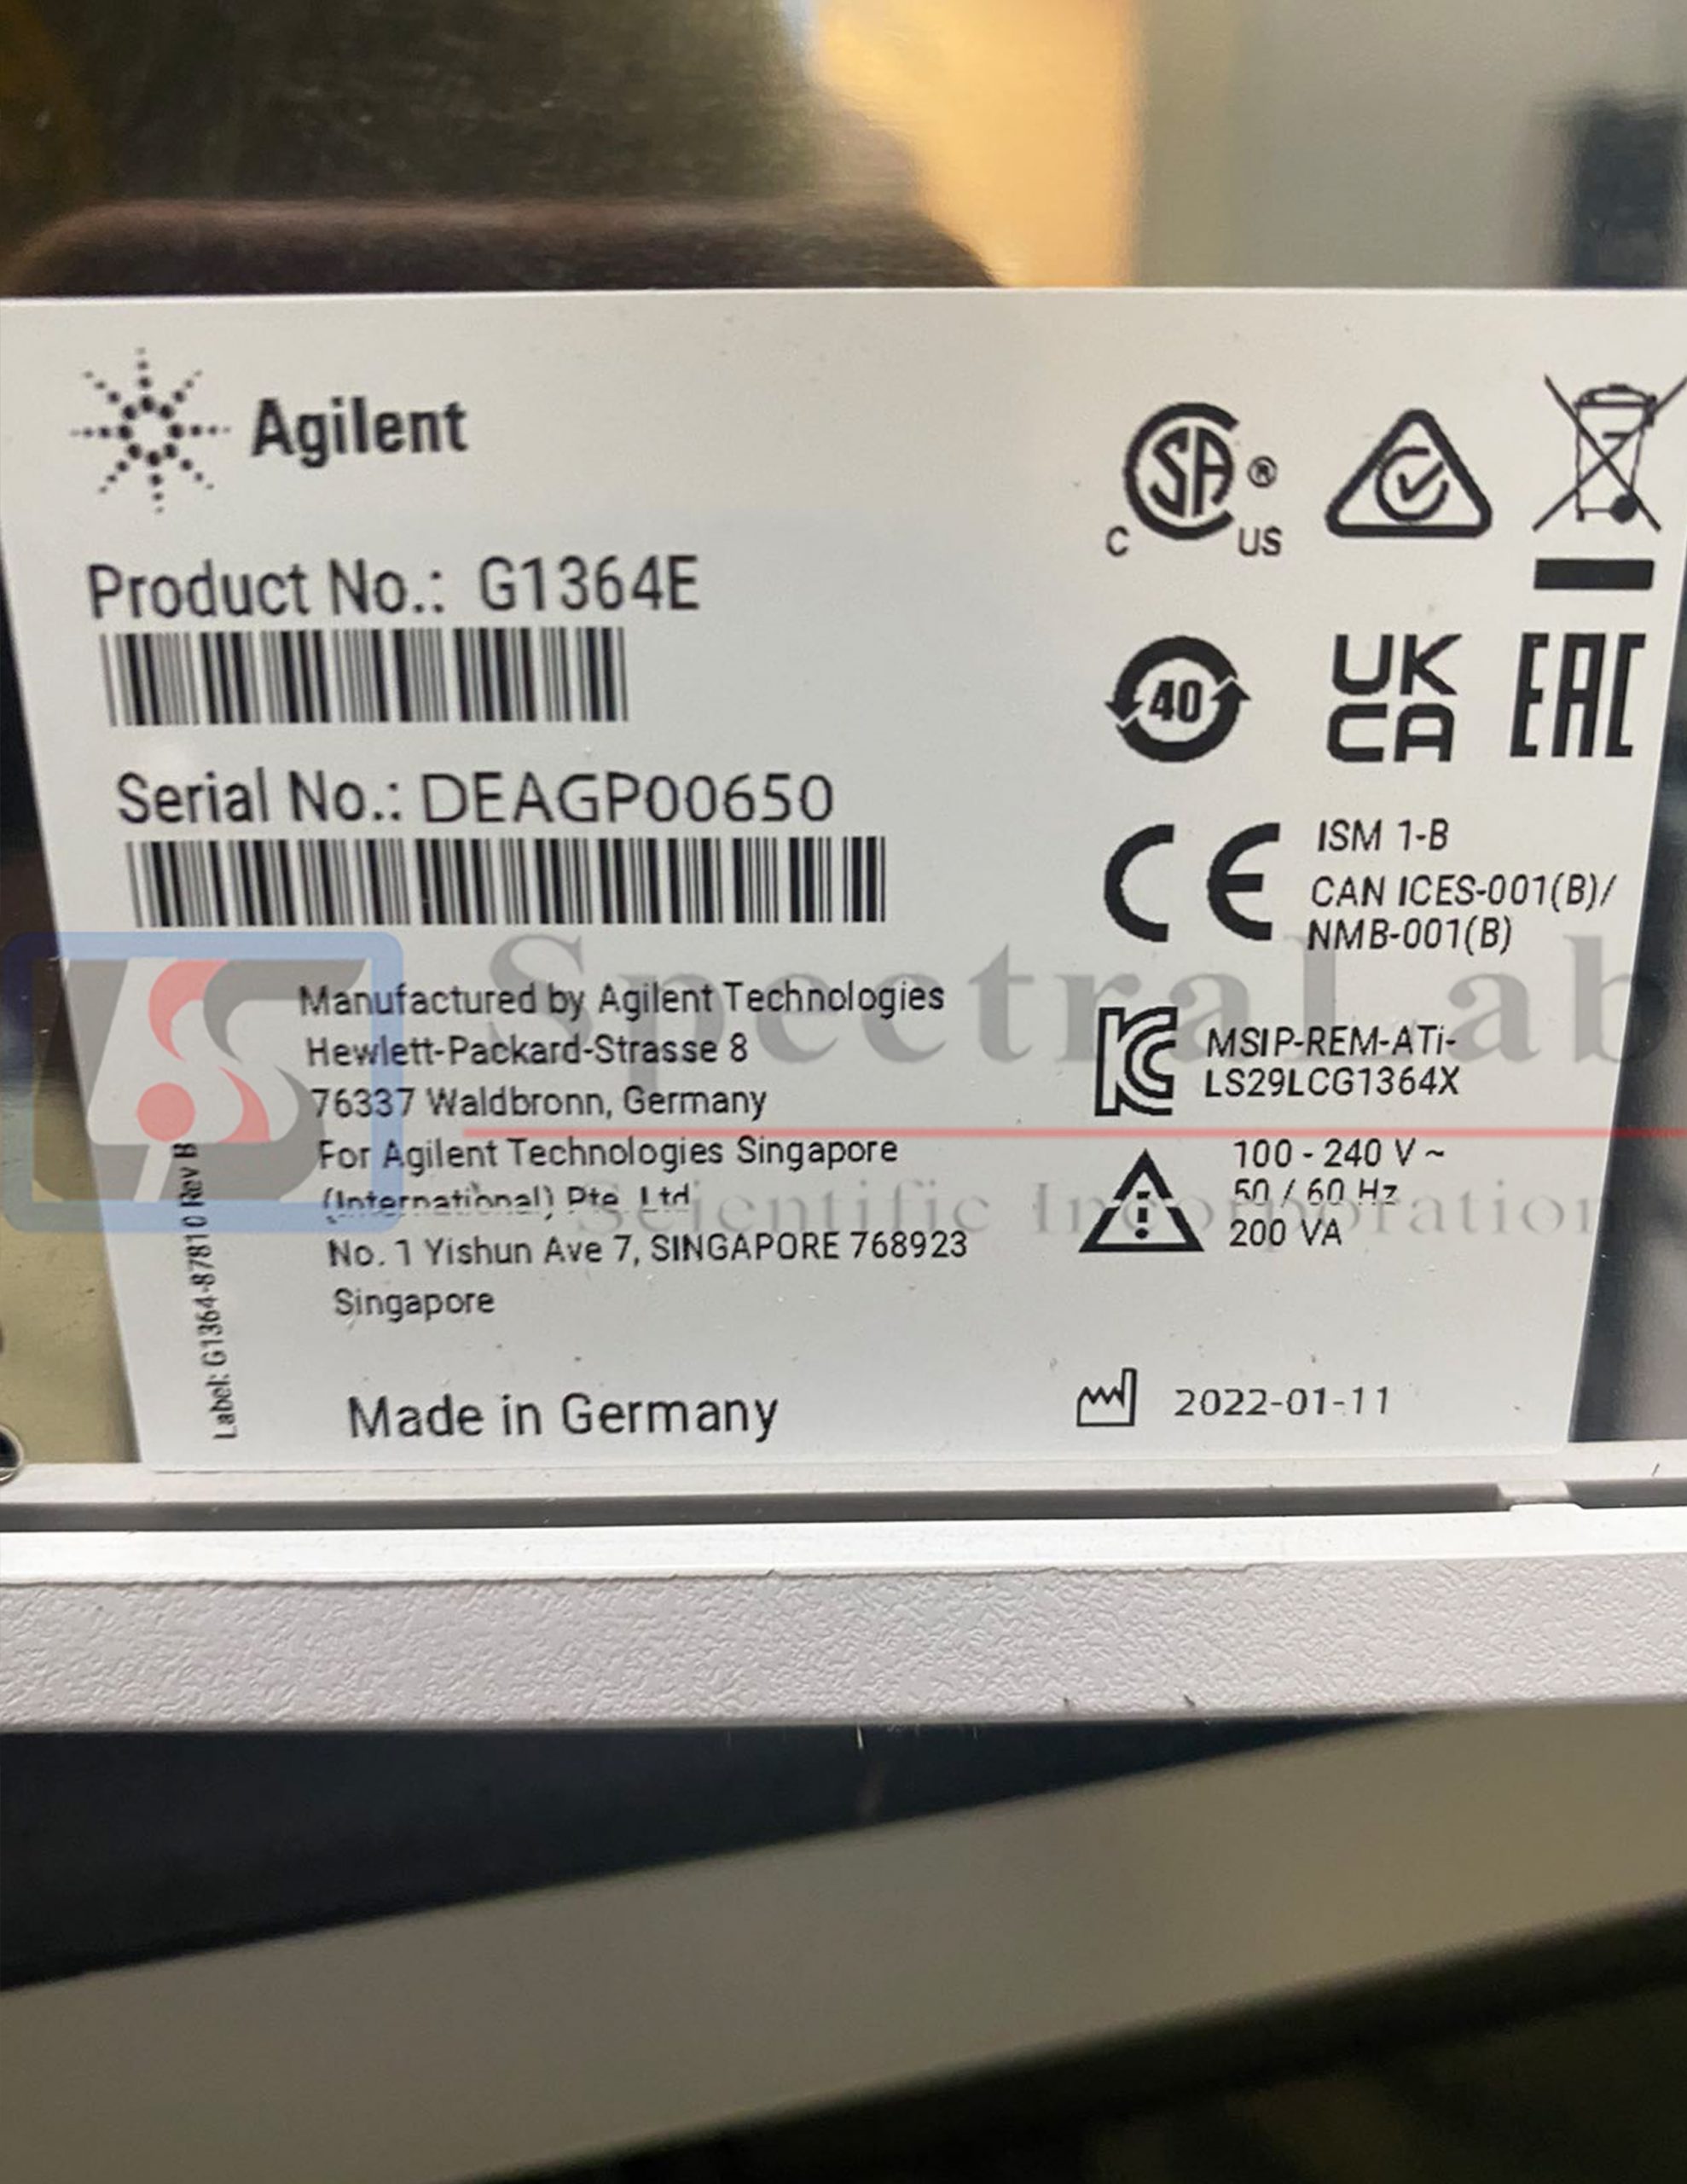 Agilent
Product No.: G1364E
Serial No.: DEAGP00650
Manufactured by Agilent Technologies
Hewlett-Packard-Strasse 8
76337 Waldbronn, Germany
For Agilent Technologies Singapore
(International) Pte. Ltd.
No. 1 Yishun Ave 7, SINGAPORE 768923
Singapore
Made in Germany
Label: G1364-87810 Rev B
C SA ® US
40
UK
CA
EAC
CE
ISM 1-B
CAN ICES-001(B)/
NMB-001(B)
MSIP-REM-ATi-
LS29LCG1364X
100 - 240 V ~
50 / 60 Hz
200 VA
2022-01-11
SpectraLab
Scientific Incorporation